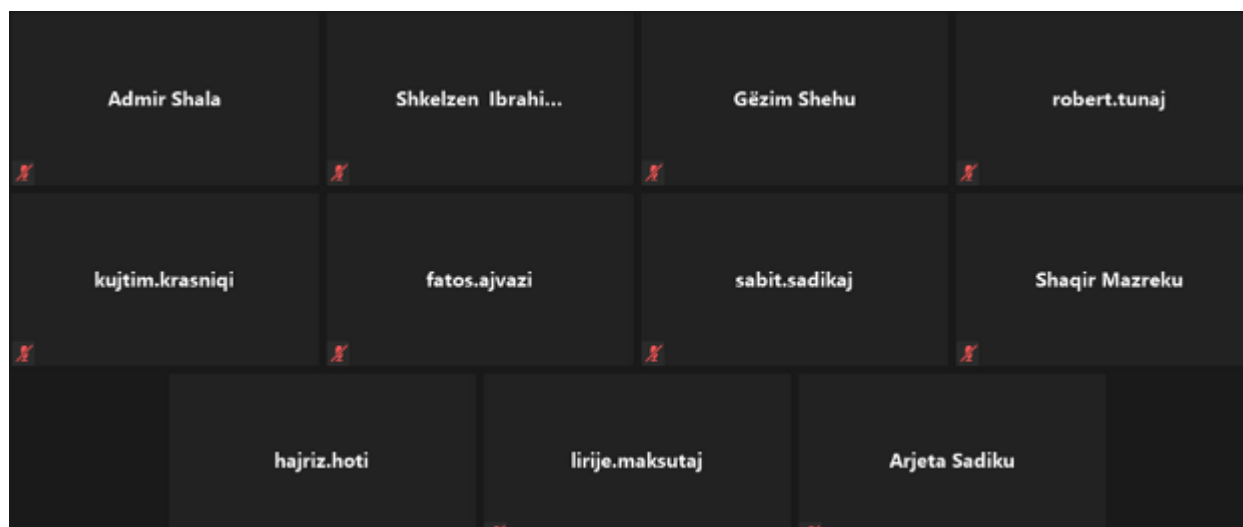 Admir Shala
Shkelzen Ibrahi...
Gëzim Shehu
robert.tunaj
kujtim.krasniqi
fatos.ajvazi
sabit.sadikaj
Shaqir Mazreku
hajriz.hoti
lirije.maksutaj
Arjeta Sadiku